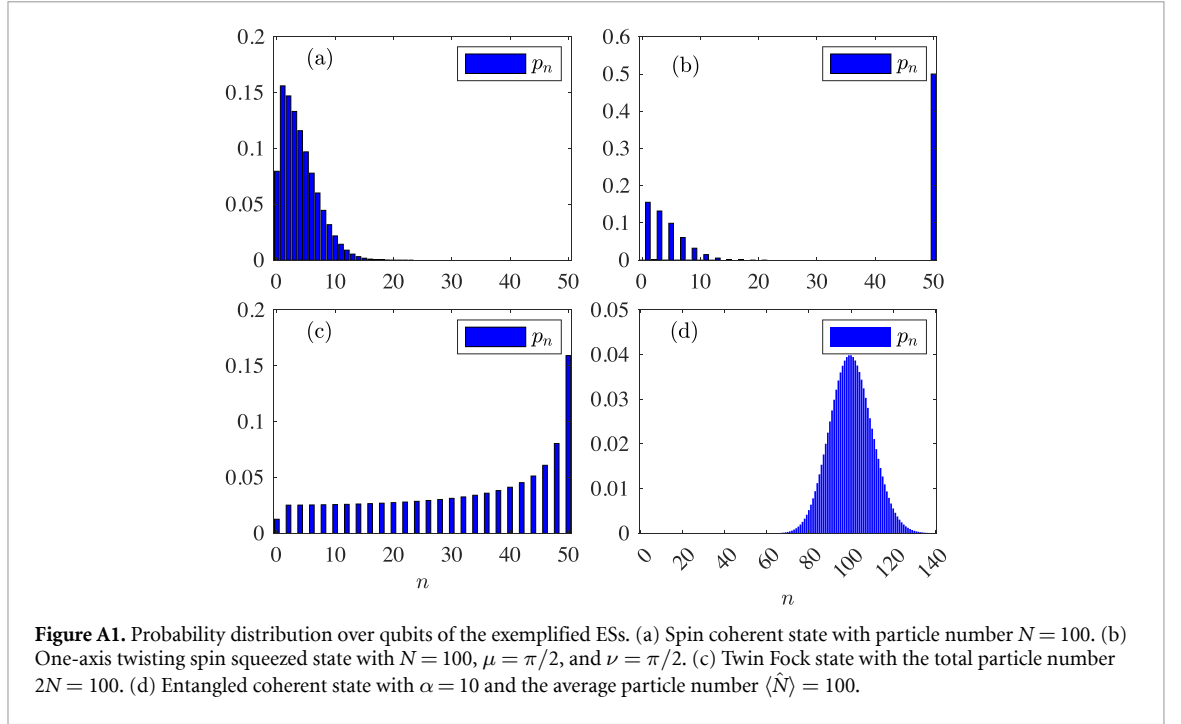 0.2
(a)
pₙ
0.15
0.1
0.05
0
0 10 20 30 40 50
0.6
(b)
pₙ
0.5
0.4
0.3
0.2
0.1
0
0 10 20 30 40 50
0.2
(c)
pₙ
0.15
0.1
0.05
0
0 10 20 30 40 50
n
0.05
(d)
pₙ
0.04
0.03
0.02
0.01
0
0 20 40 60 80 100 120 140
n
Figure A1. Probability distribution over qubits of the exemplified ESs. (a) Spin coherent state with particle number N = 100. (b)
One-axis twisting spin squeezed state with N = 100, μ = π/2, and ν = π/2. (c) Twin Fock state with the total particle number
2N = 100. (d) Entangled coherent state with α = 10 and the average particle number ⟨N̂⟩ = 100.